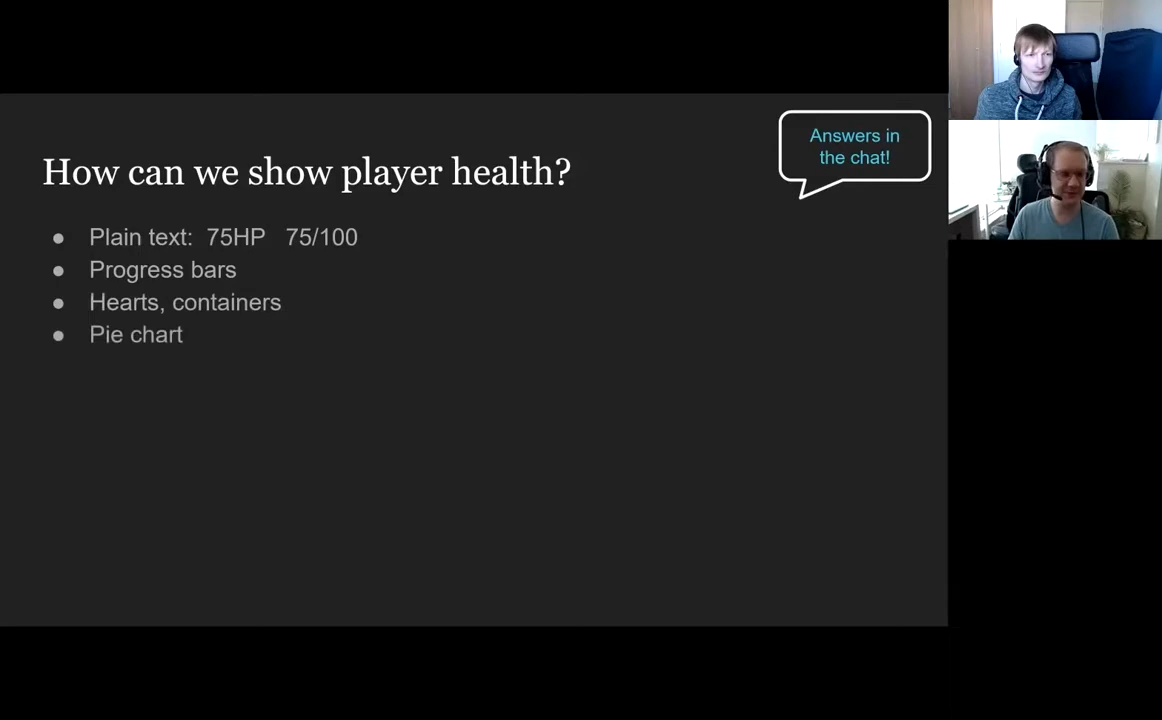 Answers in
the chat!
How can we show player health?
● Plain text: 75HP 75/100
● Progress bars
● Hearts, containers
● Pie chart